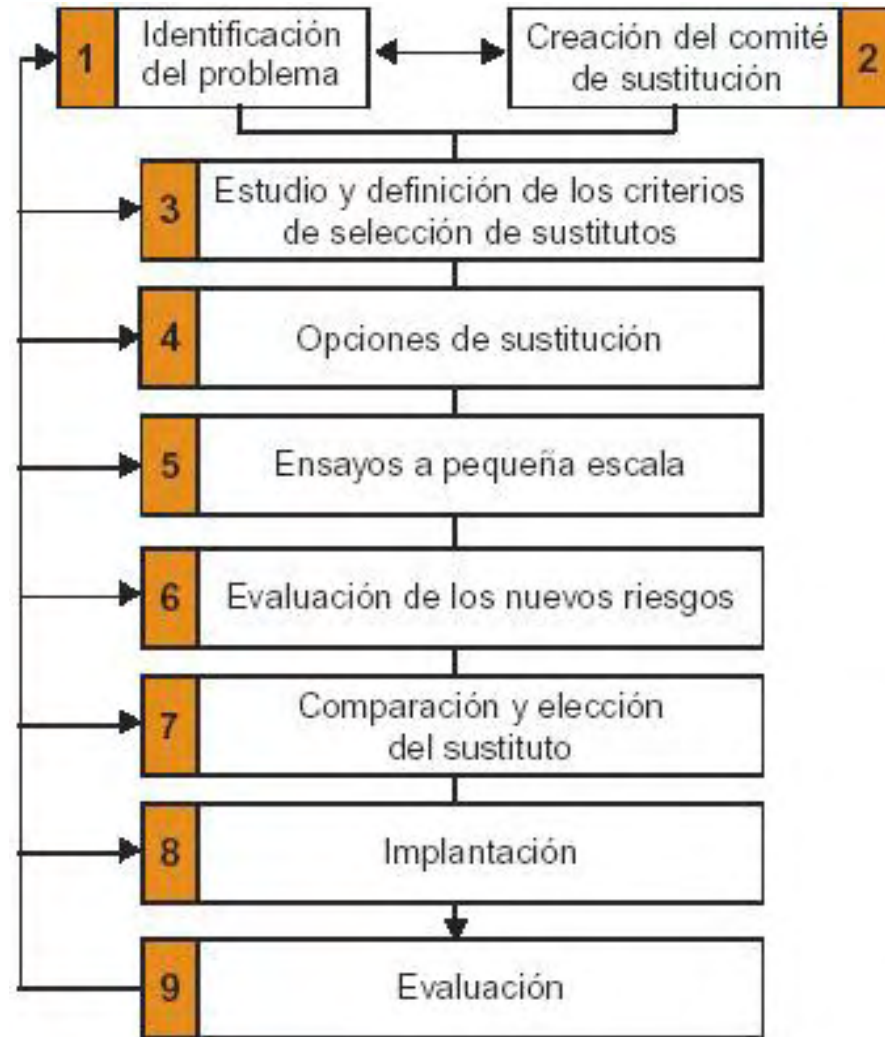 1
Identificación
del problema
Creación del comité
de sustitución
2
3
Estudio y definición de los criterios
de selección de sustitutos
4
Opciones de sustitución
5
Ensayos a pequeña escala
6
Evaluación de los nuevos riesgos
7
Comparación y elección
del sustituto
8
Implantación
9
Evaluación